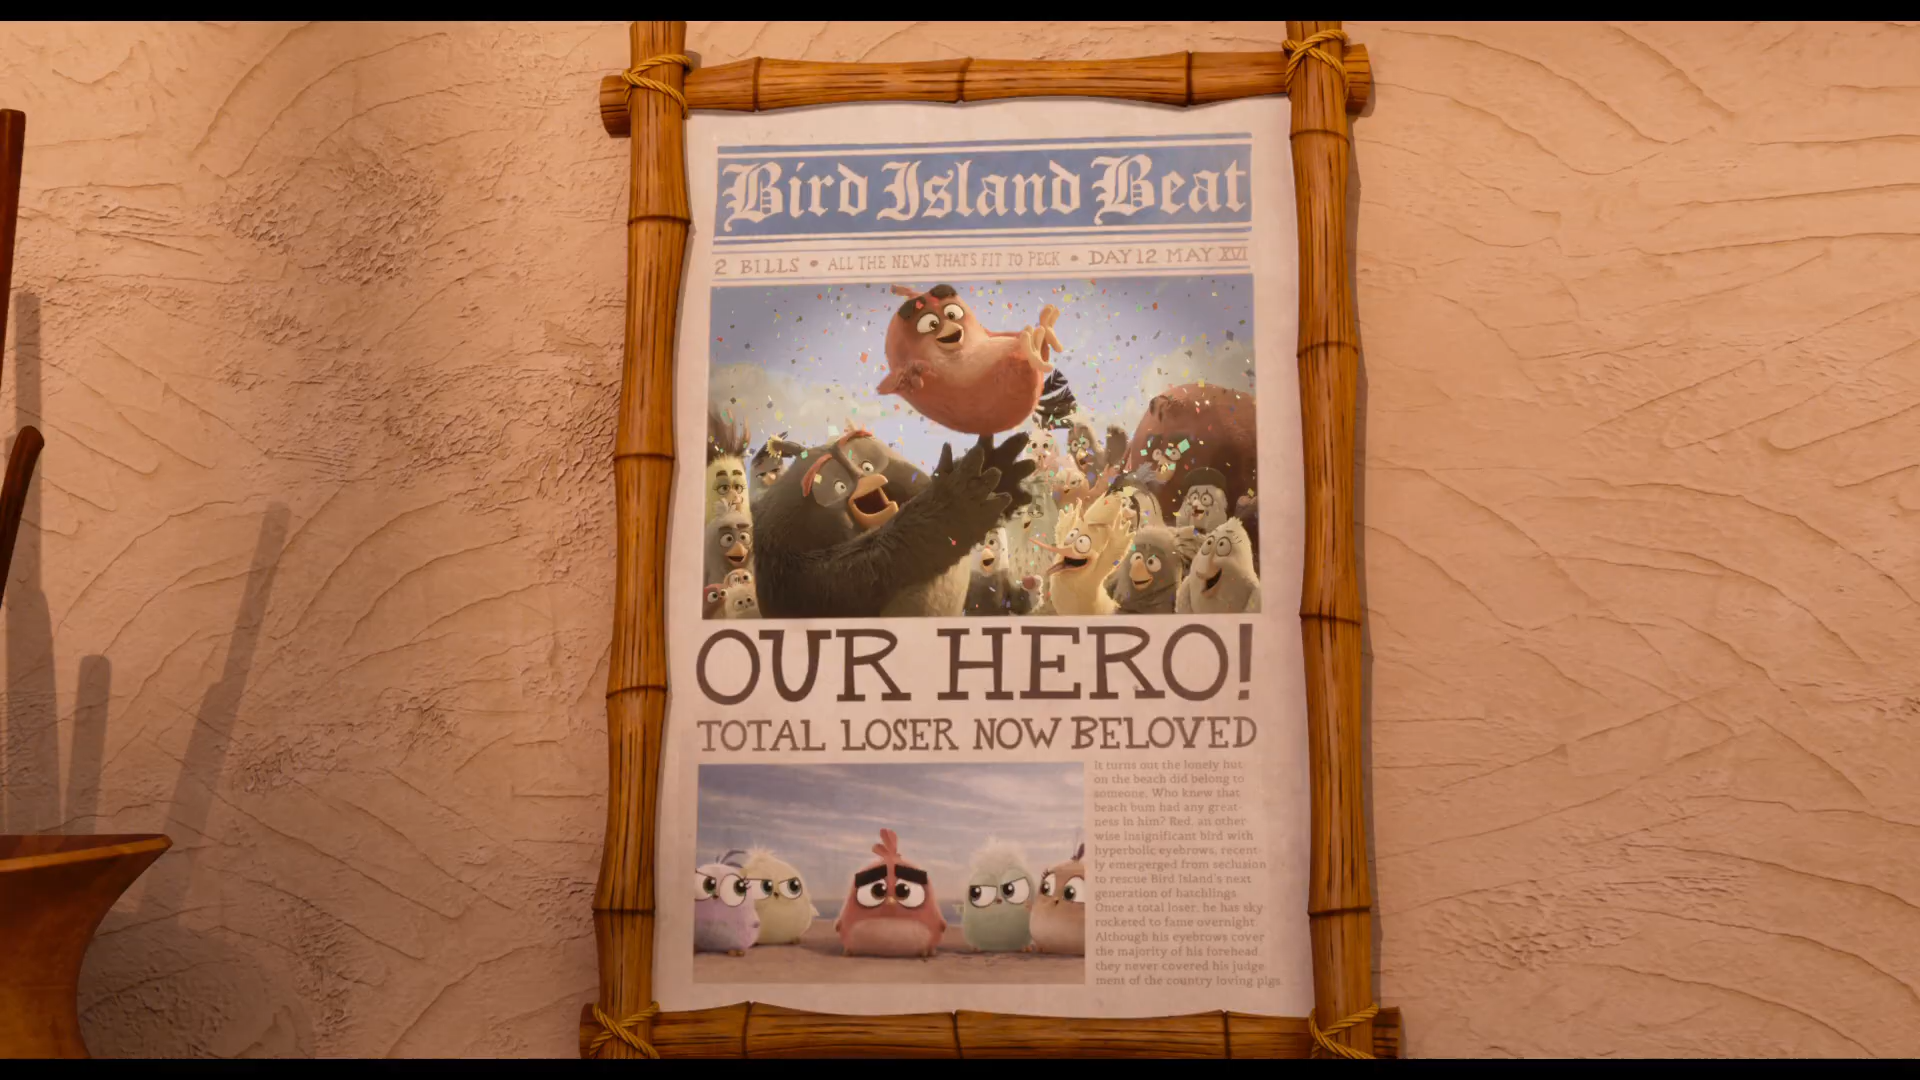 Bird Island Beat
2 BILLS • ALL THE NEWS THAT'S FIT TO PECK • DAY 12 MAY XVI
OUR HERO!
TOTAL LOSER NOW BELOVED
It turns out the lonely hut
on the beach did belong to
someone. Who knew that
beach bum had any great-
ness in him? Red, an other-
wise insignificant bird with
hyperbolic eyebrows, recent-
ly emergerged from seclusion
to rescue Bird Island's next
generation of hatchlings.
Once a total loser, he has sky
rocketed to fame overnight.
Although his eyebrows cover
the majority of his forehead,
they never covered his judge
ment of the country loving pigs.